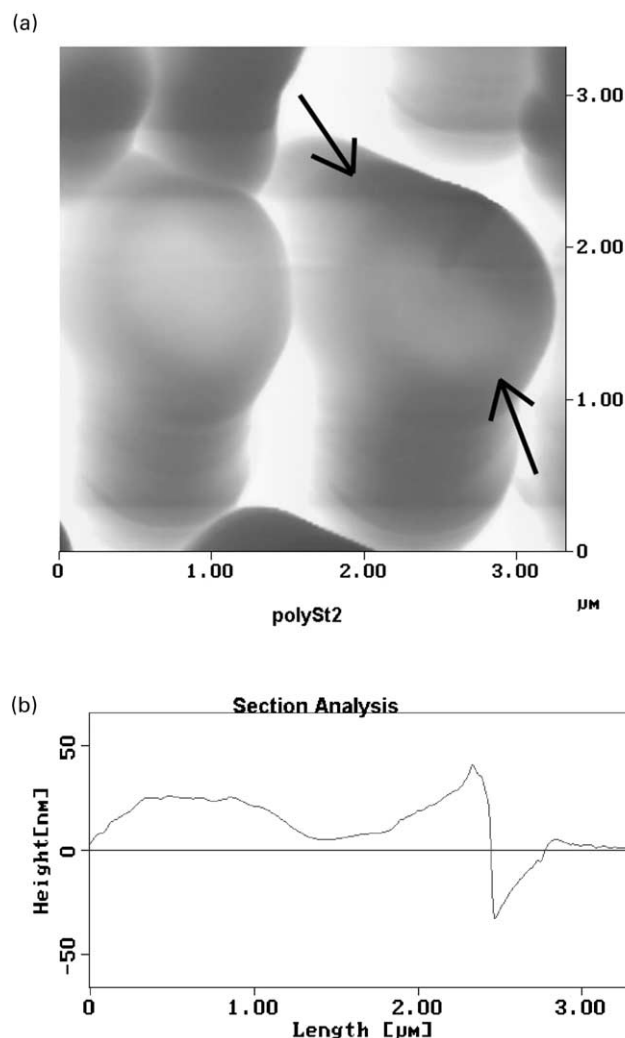 (a)
3.00
2.00
1.00
0
0 1.00 2.00 3.00
µM
polySt2
(b)
Section Analysis
50
0
-50
Height[nM]
0 1.00 2.00 3.00
Length [µM]